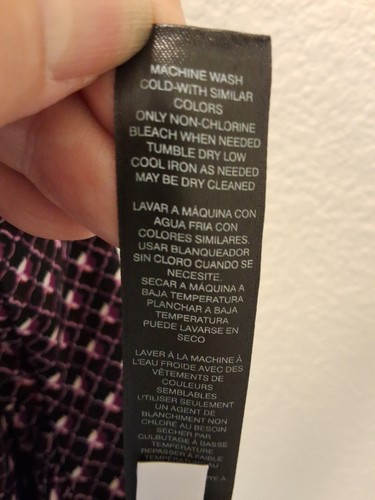 MACHINE WASH
COLD-WITH SIMILAR
COLORS
ONLY NON-CHLORINE
BLEACH WHEN NEEDED
TUMBLE DRY LOW
COOL IRON AS NEEDED
MAY BE DRY CLEANED
LAVAR A MÁQUINA CON
AGUA FRIA CON
COLORES SIMILARES.
USAR BLANQUEADOR
SIN CLORO CUANDO SE
NECESITE.
SECAR A MÁQUINA A
BAJA TEMPERATURA
PLANCHAR A BAJA
TEMPERATURA
PUEDE LAVARSE EN
SECO
LAVER À LA MACHINE À
L'EAU FROIDE AVEC DES
VÊTEMENTS DE
COULEURS
SEMBLABLES
UTILISER SEULEMENT
UN AGENT DE
BLANCHIMENT NON
CHLORÉ AU BESOIN
SÉCHER PAR
CULBUTAGE À BASSE
TEMPÉRATURE
REPASSER À FAIBLE